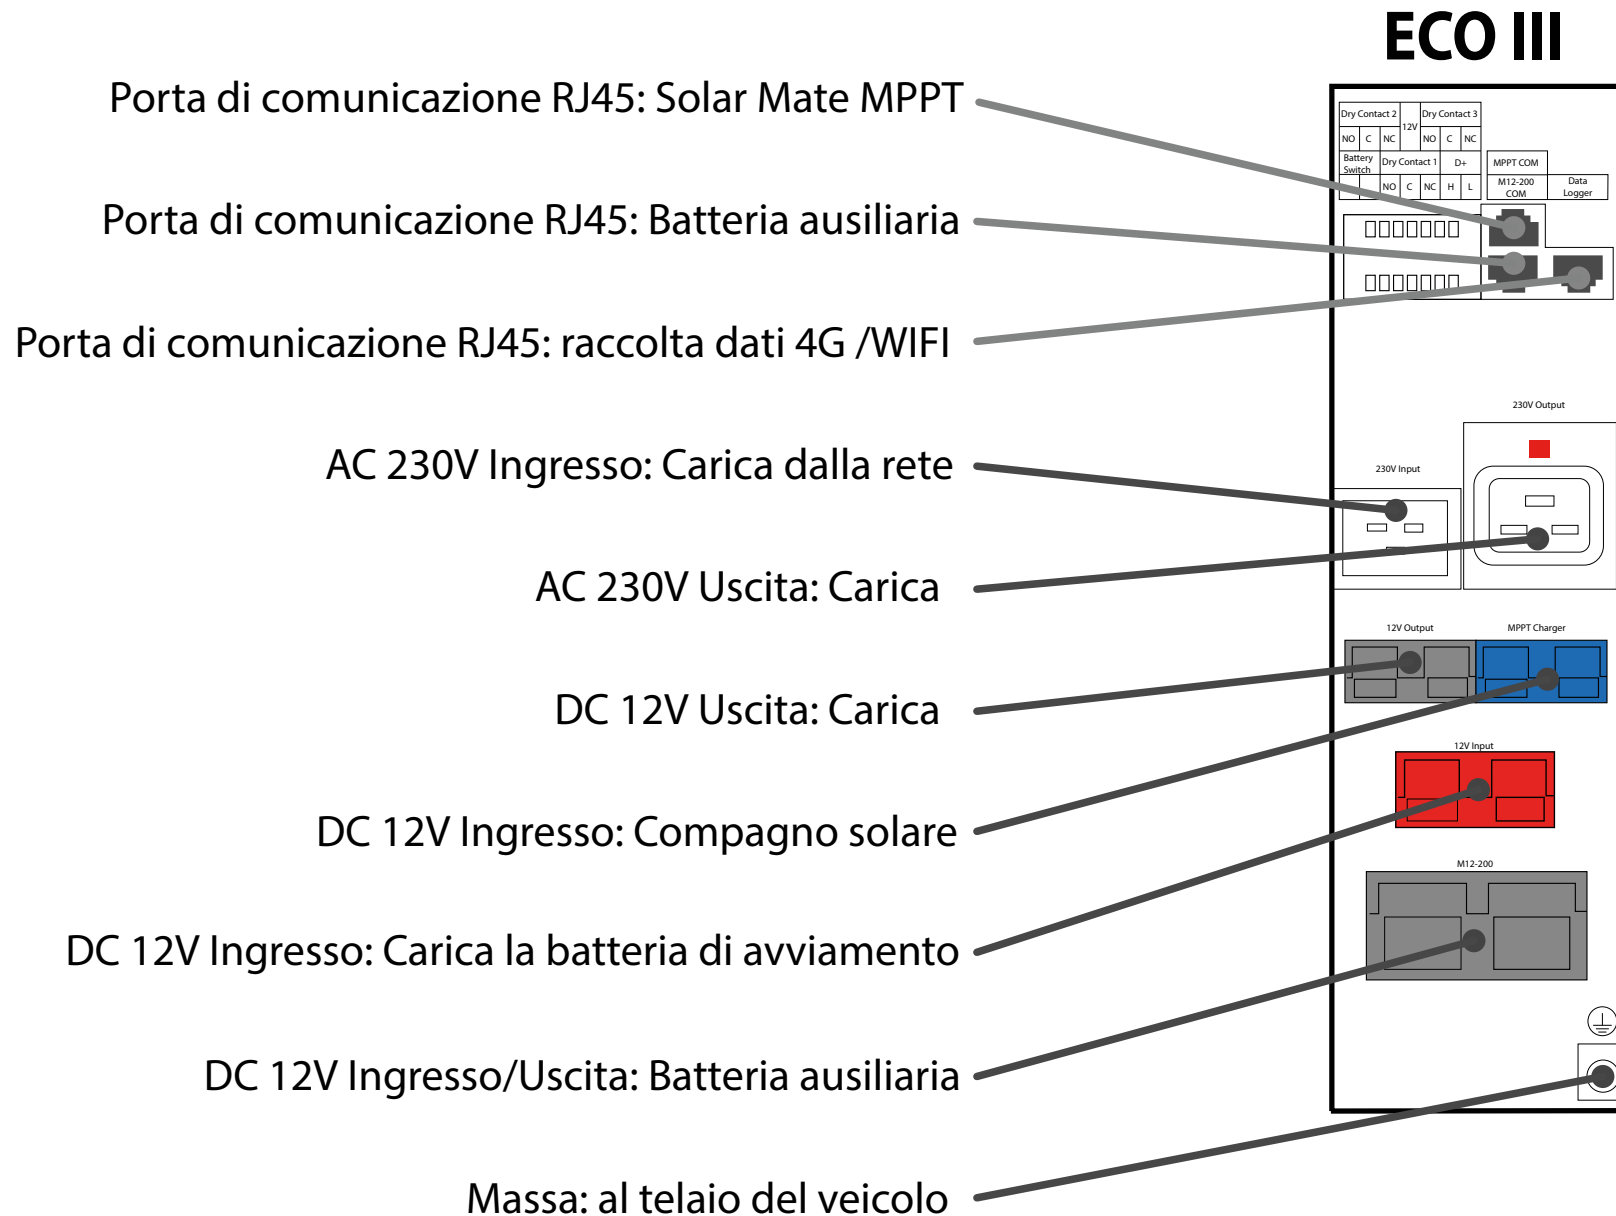 ECO III
Porta di comunicazione RJ45: Solar Mate MPPT
Dry Contact 2 12V Dry Contact 3
NO C NC NO C NC
Battery Switch Dry Contact 1 D+ MPPT COM
NO C NC H L M12-200 COM Data Logger
Porta di comunicazione RJ45: Batteria ausiliaria
Porta di comunicazione RJ45: raccolta dati 4G /WIFI
230V Output
AC 230V Ingresso: Carica dalla rete
230V Input
AC 230V Uscita: Carica
12V Output MPPT Charger
DC 12V Uscita: Carica
12V Input
DC 12V Ingresso: Compagno solare
M12-200
DC 12V Ingresso: Carica la batteria di avviamento
DC 12V Ingresso/Uscita: Batteria ausiliaria
Massa: al telaio del veicolo